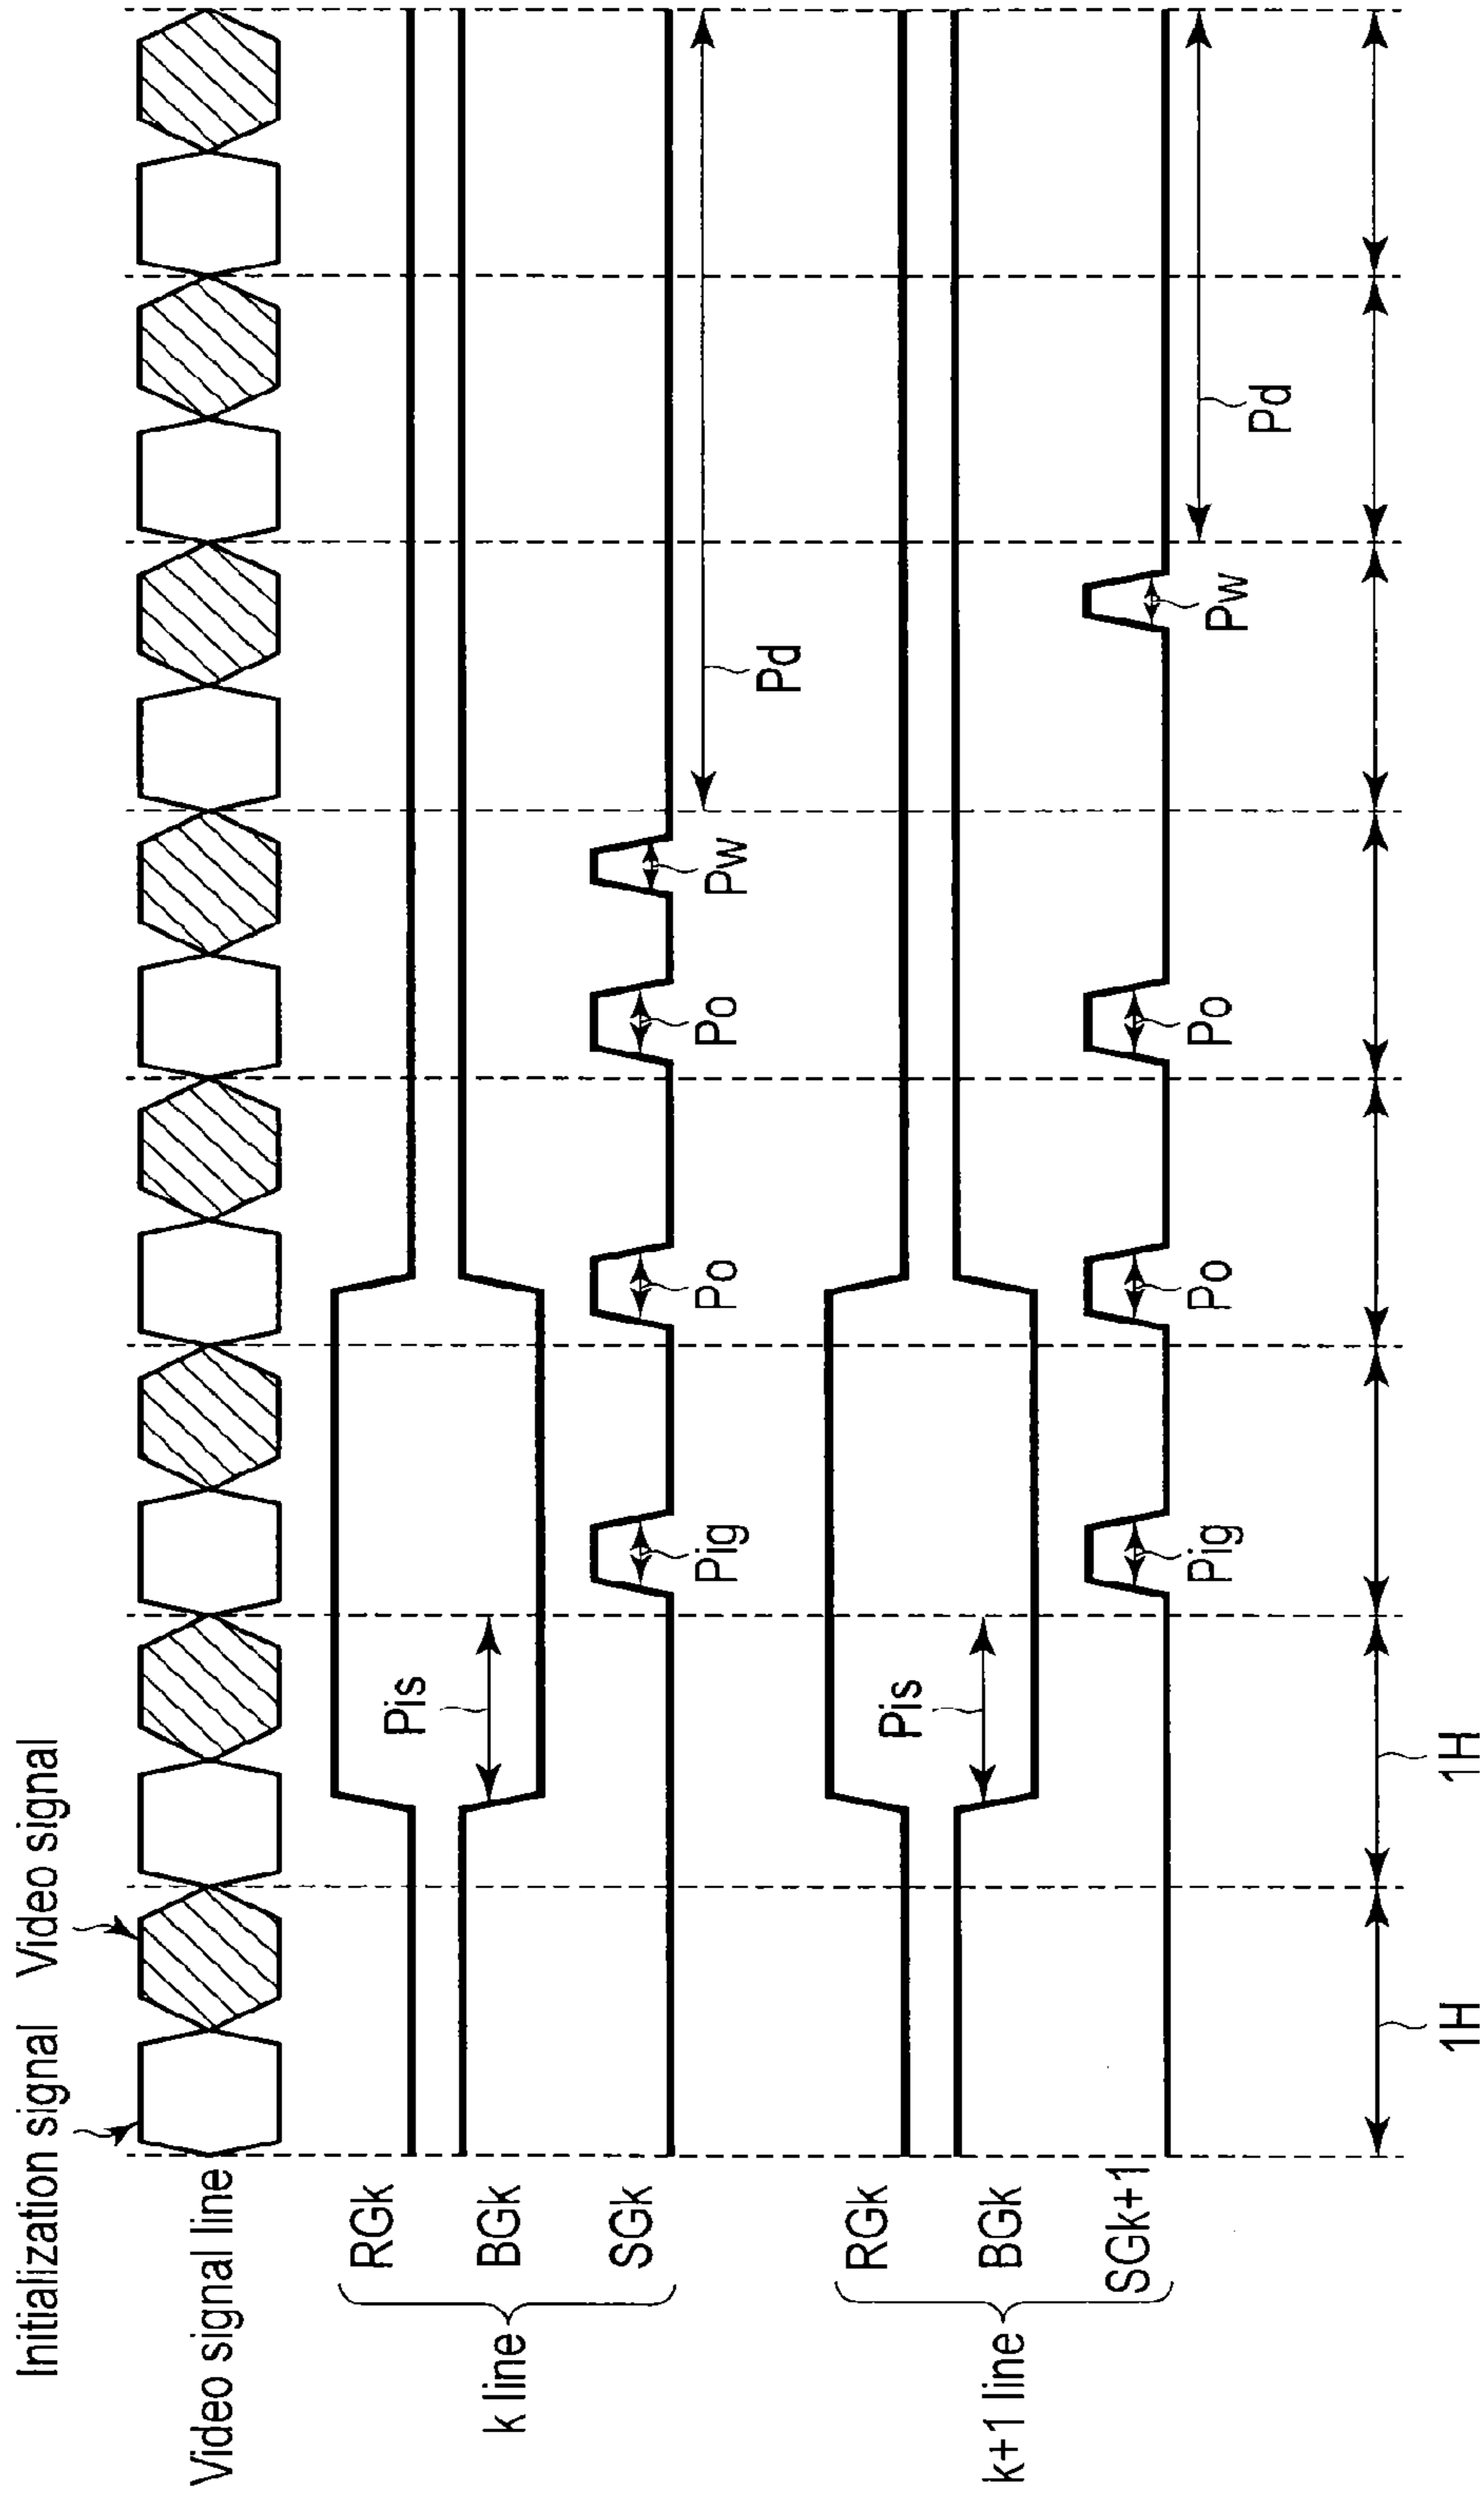 Initialization signal
Video signal
Video signal line
RGk
BGk
SGk
k line
Pis
Pig
Po
Po
Pw
Pd
RGk
BGk
SGk+1
k+1 line
Pis
Pig
Po
Po
Pw
Pd
1H
1H